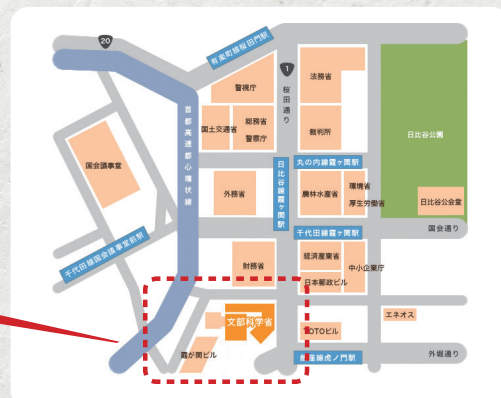 20
有楽町線桜田門駅
1
桜田通り
法務省
警視庁
首都高速都心環状線
国土交通省
総務省
警察庁
裁判所
日比谷公園
国会議事堂
丸の内線霞ヶ関駅
日比谷線霞ヶ関駅
外務省
農林水産省
環境省
厚生労働省
日比谷公会堂
千代田線霞ヶ関駅
国会通り
千代田線国会議事堂前駅
財務省
経済産業省
日本郵政ビル
中小企業庁
文部科学省
TOTOビル
エネオス
霞が関ビル
銀座線虎ノ門駅
外堀通り